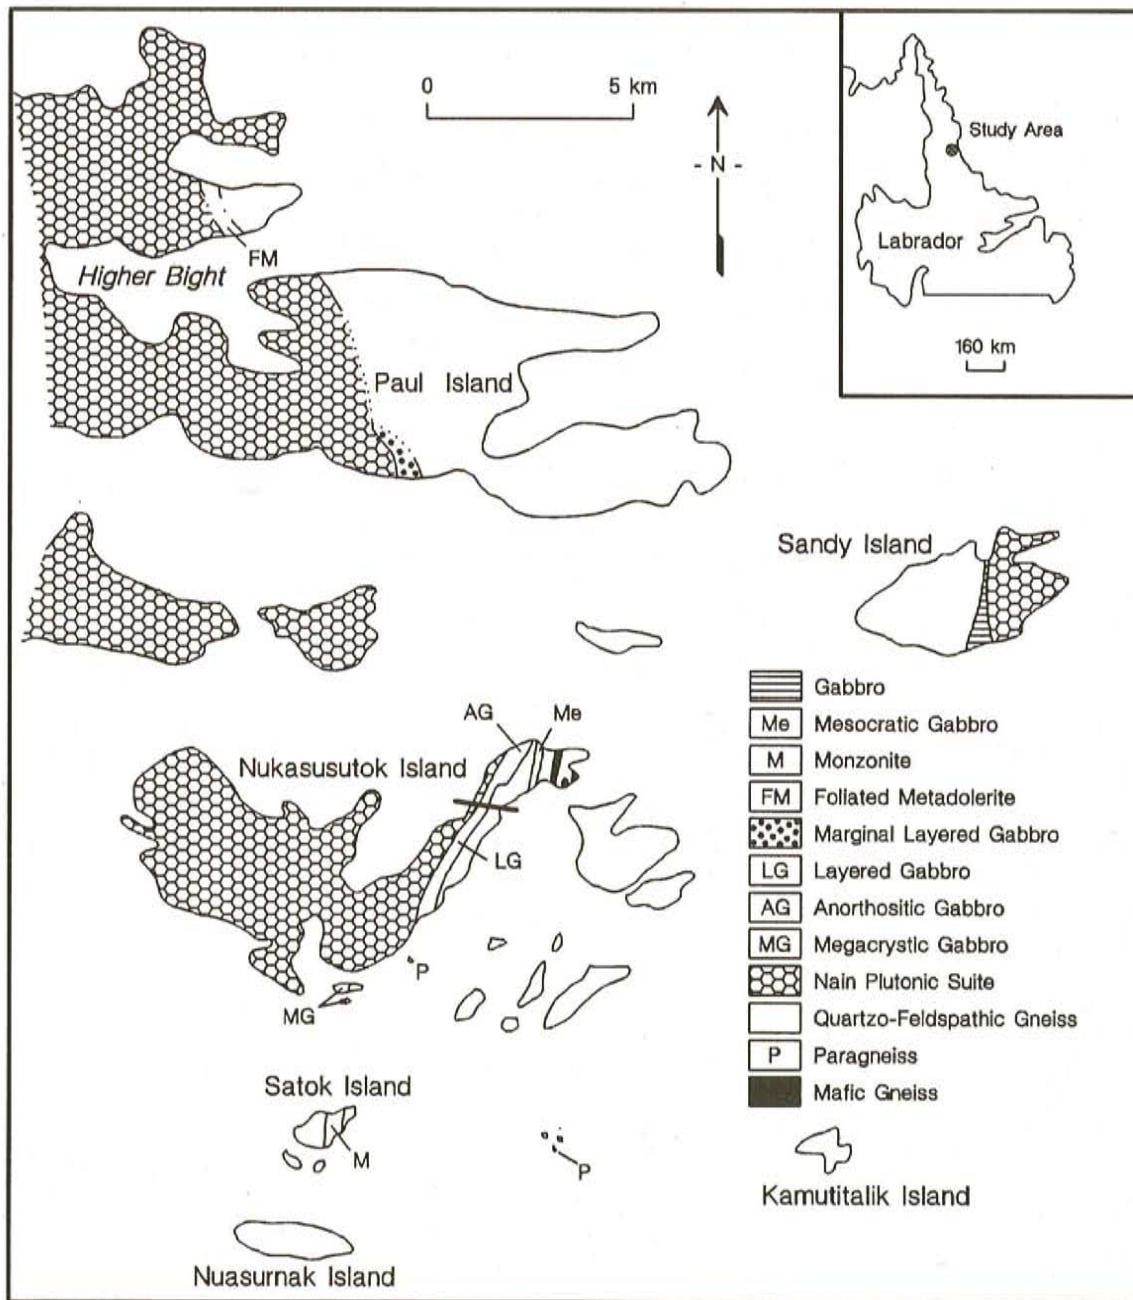 0 5 km
- N -
Study Area
Labrador
160 km
FM
Higher Bight
Paul Island
Sandy Island
AG Me
Nukasusutok Island
LG
P
MG
Satok Island
M
P
Kamutitalik Island
Nuasurnak Island
Gabbro
Me Mesocratic Gabbro
M Monzonite
FM Foliated Metadolerite
Marginal Layered Gabbro
LG Layered Gabbro
AG Anorthositic Gabbro
MG Megacrystic Gabbro
Nain Plutonic Suite
Quartzo-Feldspathic Gneiss
P Paragneiss
Mafic Gneiss